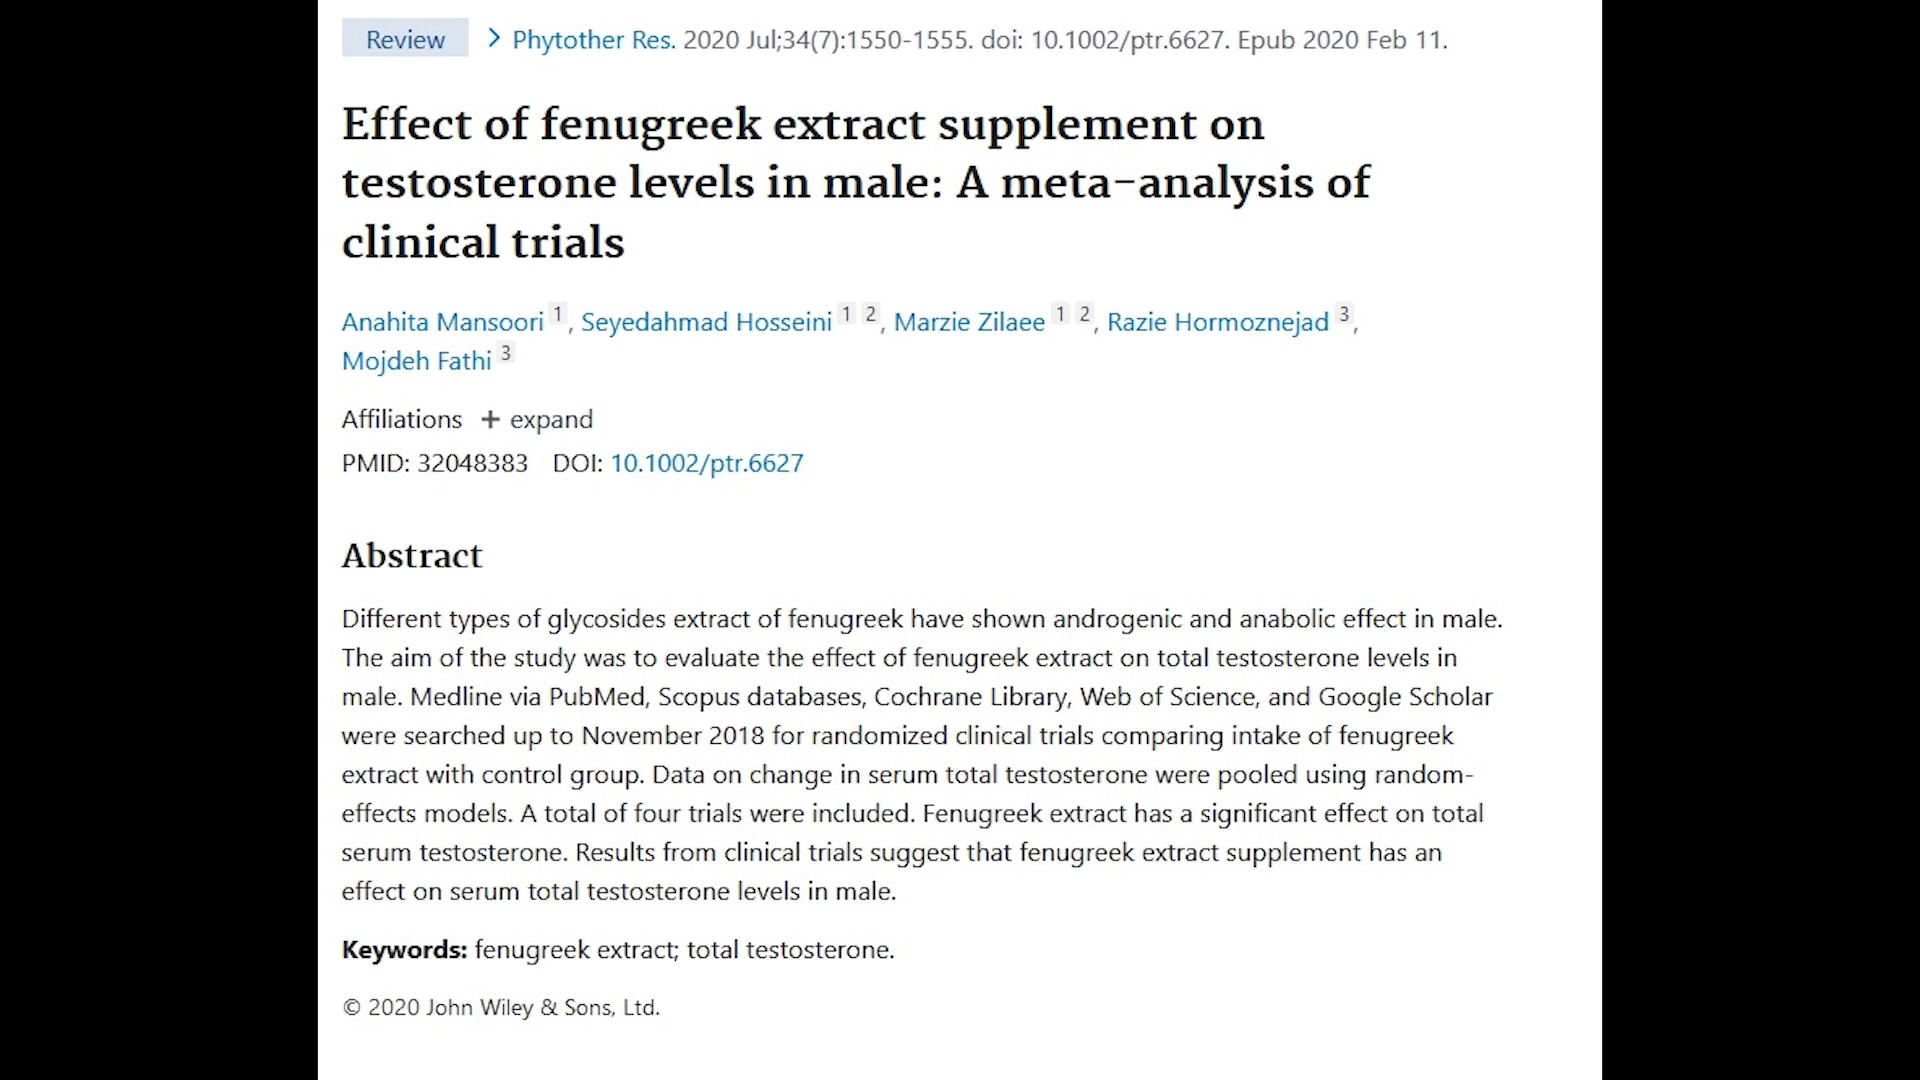 Review > Phytother Res. 2020 Jul;34(7):1550-1555. doi: 10.1002/ptr.6627. Epub 2020 Feb 11.
Effect of fenugreek extract supplement on
testosterone levels in male: A meta-analysis of
clinical trials
Anahita Mansoori 1, Seyedahmad Hosseini 1 2, Marzie Zilaee 1 2, Razie Hormoznejad 3,
Mojdeh Fathi 3
Affiliations + expand
PMID: 32048383 DOI: 10.1002/ptr.6627
Abstract
Different types of glycosides extract of fenugreek have shown androgenic and anabolic effect in male.
The aim of the study was to evaluate the effect of fenugreek extract on total testosterone levels in
male. Medline via PubMed, Scopus databases, Cochrane Library, Web of Science, and Google Scholar
were searched up to November 2018 for randomized clinical trials comparing intake of fenugreek
extract with control group. Data on change in serum total testosterone were pooled using random-
effects models. A total of four trials were included. Fenugreek extract has a significant effect on total
serum testosterone. Results from clinical trials suggest that fenugreek extract supplement has an
effect on serum total testosterone levels in male.
Keywords: fenugreek extract; total testosterone.
© 2020 John Wiley & Sons, Ltd.